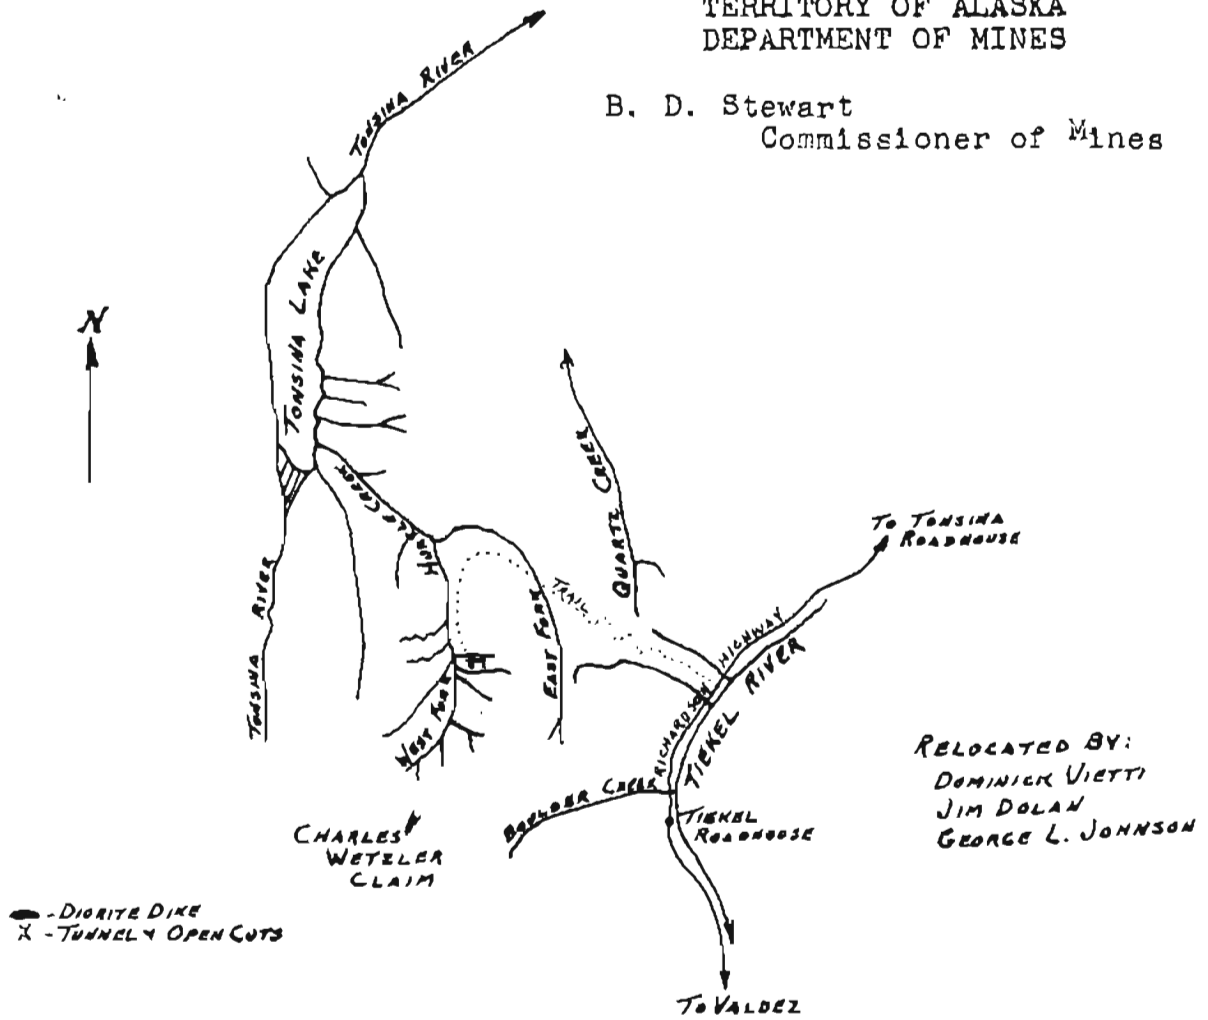 TERRITORY OF ALASKA
DEPARTMENT OF MINES
B. D. Stewart
Commissioner of Mines
TONSINA RIVER
N
TONSINA LAKE
HURLE CREEK
QUARTZ CREEK
TO TONSINA
ROADHOUSE
TRAIL
TONSINA RIVER
EAST FORK
WEST FORK
RICHARDSON HIGHWAY
TIEKEL RIVER
BOULDER CREEK
TIEKEL
ROADHOUSE
RELOCATED BY:
DOMINICK VIETTI
JIM DOLAN
GEORGE L. JOHNSON
CHARLES
WETZLER
CLAIM
- DIORITE DIKE
X - TUNNEL & OPEN CUTS
TO VALDEZ